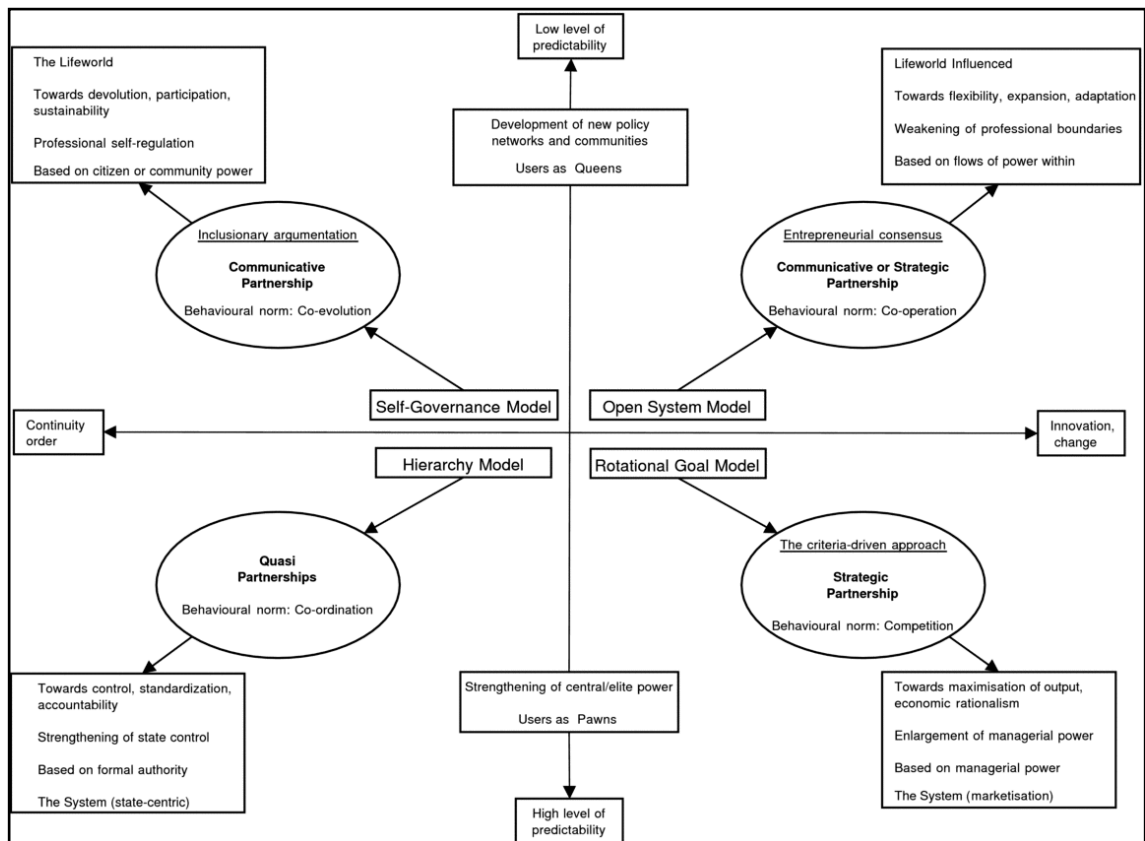 Low level of
predictability
The Lifeworld
Towards devolution, participation,
sustainability
Professional self-regulation
Based on citizen or community power
Development of new policy
networks and communities
Users as Queens
Lifeworld Influenced
Towards flexibility, expansion, adaptation
Weakening of professional boundaries
Based on flows of power within
Inclusionary argumentation
Communicative
Partnership
Behavioural norm: Co-evolution
Entrepreneurial consensus
Communicative or Strategic
Partnership
Behavioural norm: Co-operation
Self-Governance Model
Open System Model
Continuity
order
Innovation,
change
Hierarchy Model
Rotational Goal Model
Quasi
Partnerships
Behavioural norm: Co-ordination
The criteria-driven approach
Strategic
Partnership
Behavioural norm: Competition
Towards control, standardization,
accountability
Strengthening of state control
Based on formal authority
The System (state-centric)
Strengthening of central/elite power
Users as Pawns
Towards maximisation of output,
economic rationalism
Enlargement of managerial power
Based on managerial power
The System (marketisation)
High level of
predictability